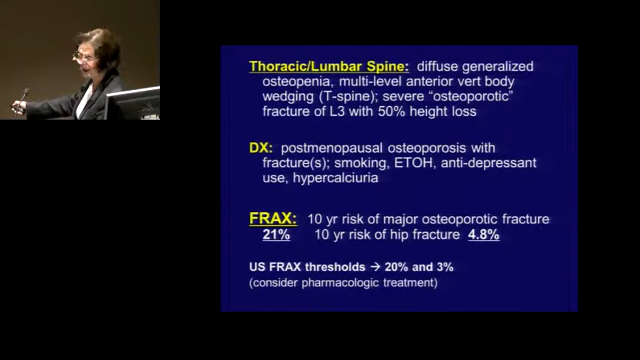 Thoracic/Lumbar Spine: diffuse generalized
osteopenia, multi-level anterior vert body
wedging (T-spine); severe "osteoporotic"
fracture of L3 with 50% height loss
DX: postmenopausal osteoporosis with
fracture(s); smoking, ETOH, anti-depressant
use, hypercalciuria
FRAX: 10 yr risk of major osteoporotic fracture
21% 10 yr risk of hip fracture 4.8%
US FRAX thresholds → 20% and 3%
(consider pharmacologic treatment)